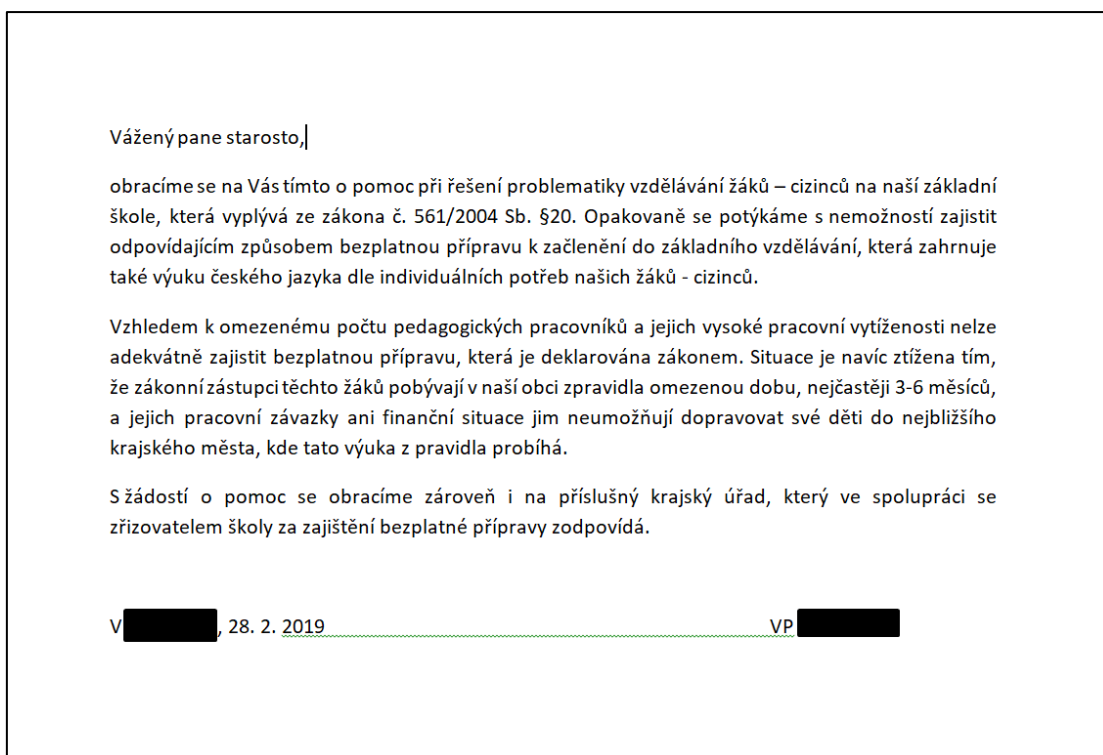 Vážený pane starosto,
obracíme se na Vás tímto o pomoc při řešení problematiky vzdělávání žáků – cizinců na naší základní
škole, která vyplývá ze zákona č. 561/2004 Sb. §20. Opakovaně se potýkáme s nemožností zajistit
odpovídajícím způsobem bezplatnou přípravu k začlenění do základního vzdělávání, která zahrnuje
také výuku českého jazyka dle individuálních potřeb našich žáků - cizinců.
Vzhledem k omezenému počtu pedagogických pracovníků a jejich vysoké pracovní vytíženosti nelze
adekvátně zajistit bezplatnou přípravu, která je deklarována zákonem. Situace je navíc ztížena tím,
že zákonní zástupci těchto žáků pobývají v naší obci zpravidla omezenou dobu, nejčastěji 3-6 měsíců,
a jejich pracovní závazky ani finanční situace jim neumožňují dopravovat své děti do nejbližšího
krajského města, kde tato výuka z pravidla probíhá.
S žádostí o pomoc se obracíme zároveň i na příslušný krajský úřad, který ve spolupráci se
zřizovatelem školy za zajištění bezplatné přípravy zodpovídá.
V , 28. 2. 2019 VP